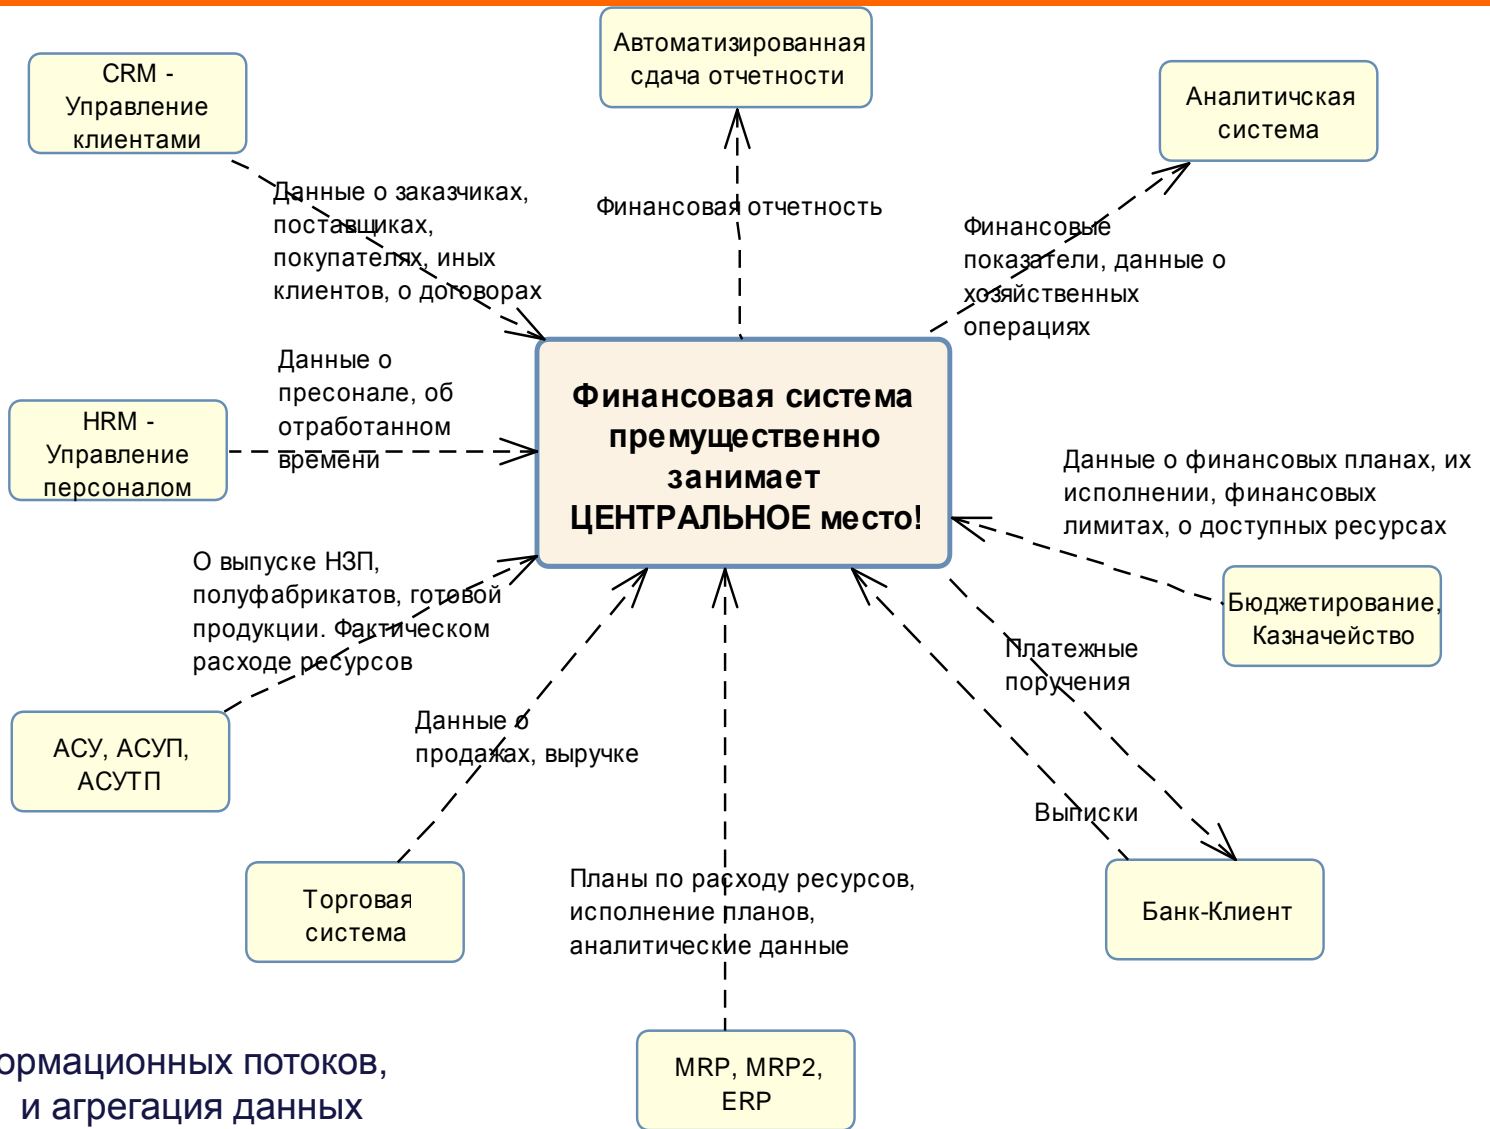 Автоматизированная
сдача отчетности
CRM -
Управление
клиентами
Аналитичская
система
Данные о заказчиках,
поставщиках,
покупателях, иных
клиентов, о договорах
Финансовая отчетность
Финансовые
показатели, данные о
хозяйственных
операциях
Данные о
пресонале, об
отработанном
времени
HRM -
Управление
персоналом
Финансовая система
премущественно
занимает
ЦЕНТРАЛЬНОЕ место!
Данные о финансовых планах, их
исполнении, финансовых
лимитах, о доступных ресурсах
Бюджетирование,
Казначейство
О выпуске НЗП,
полуфабрикатов, готовой
продукции. Фактическом
расходе ресурсов
Платежные
поручения
АСУ, АСУП,
АСУТП
Данные о
продажах, выручке
Выписки
Торговая
система
Планы по расходу ресурсов,
исполнение планов,
аналитические данные
Банк-Клиент
MRP, MRP2,
ERP
ормационных потоков,
и агрегация данных